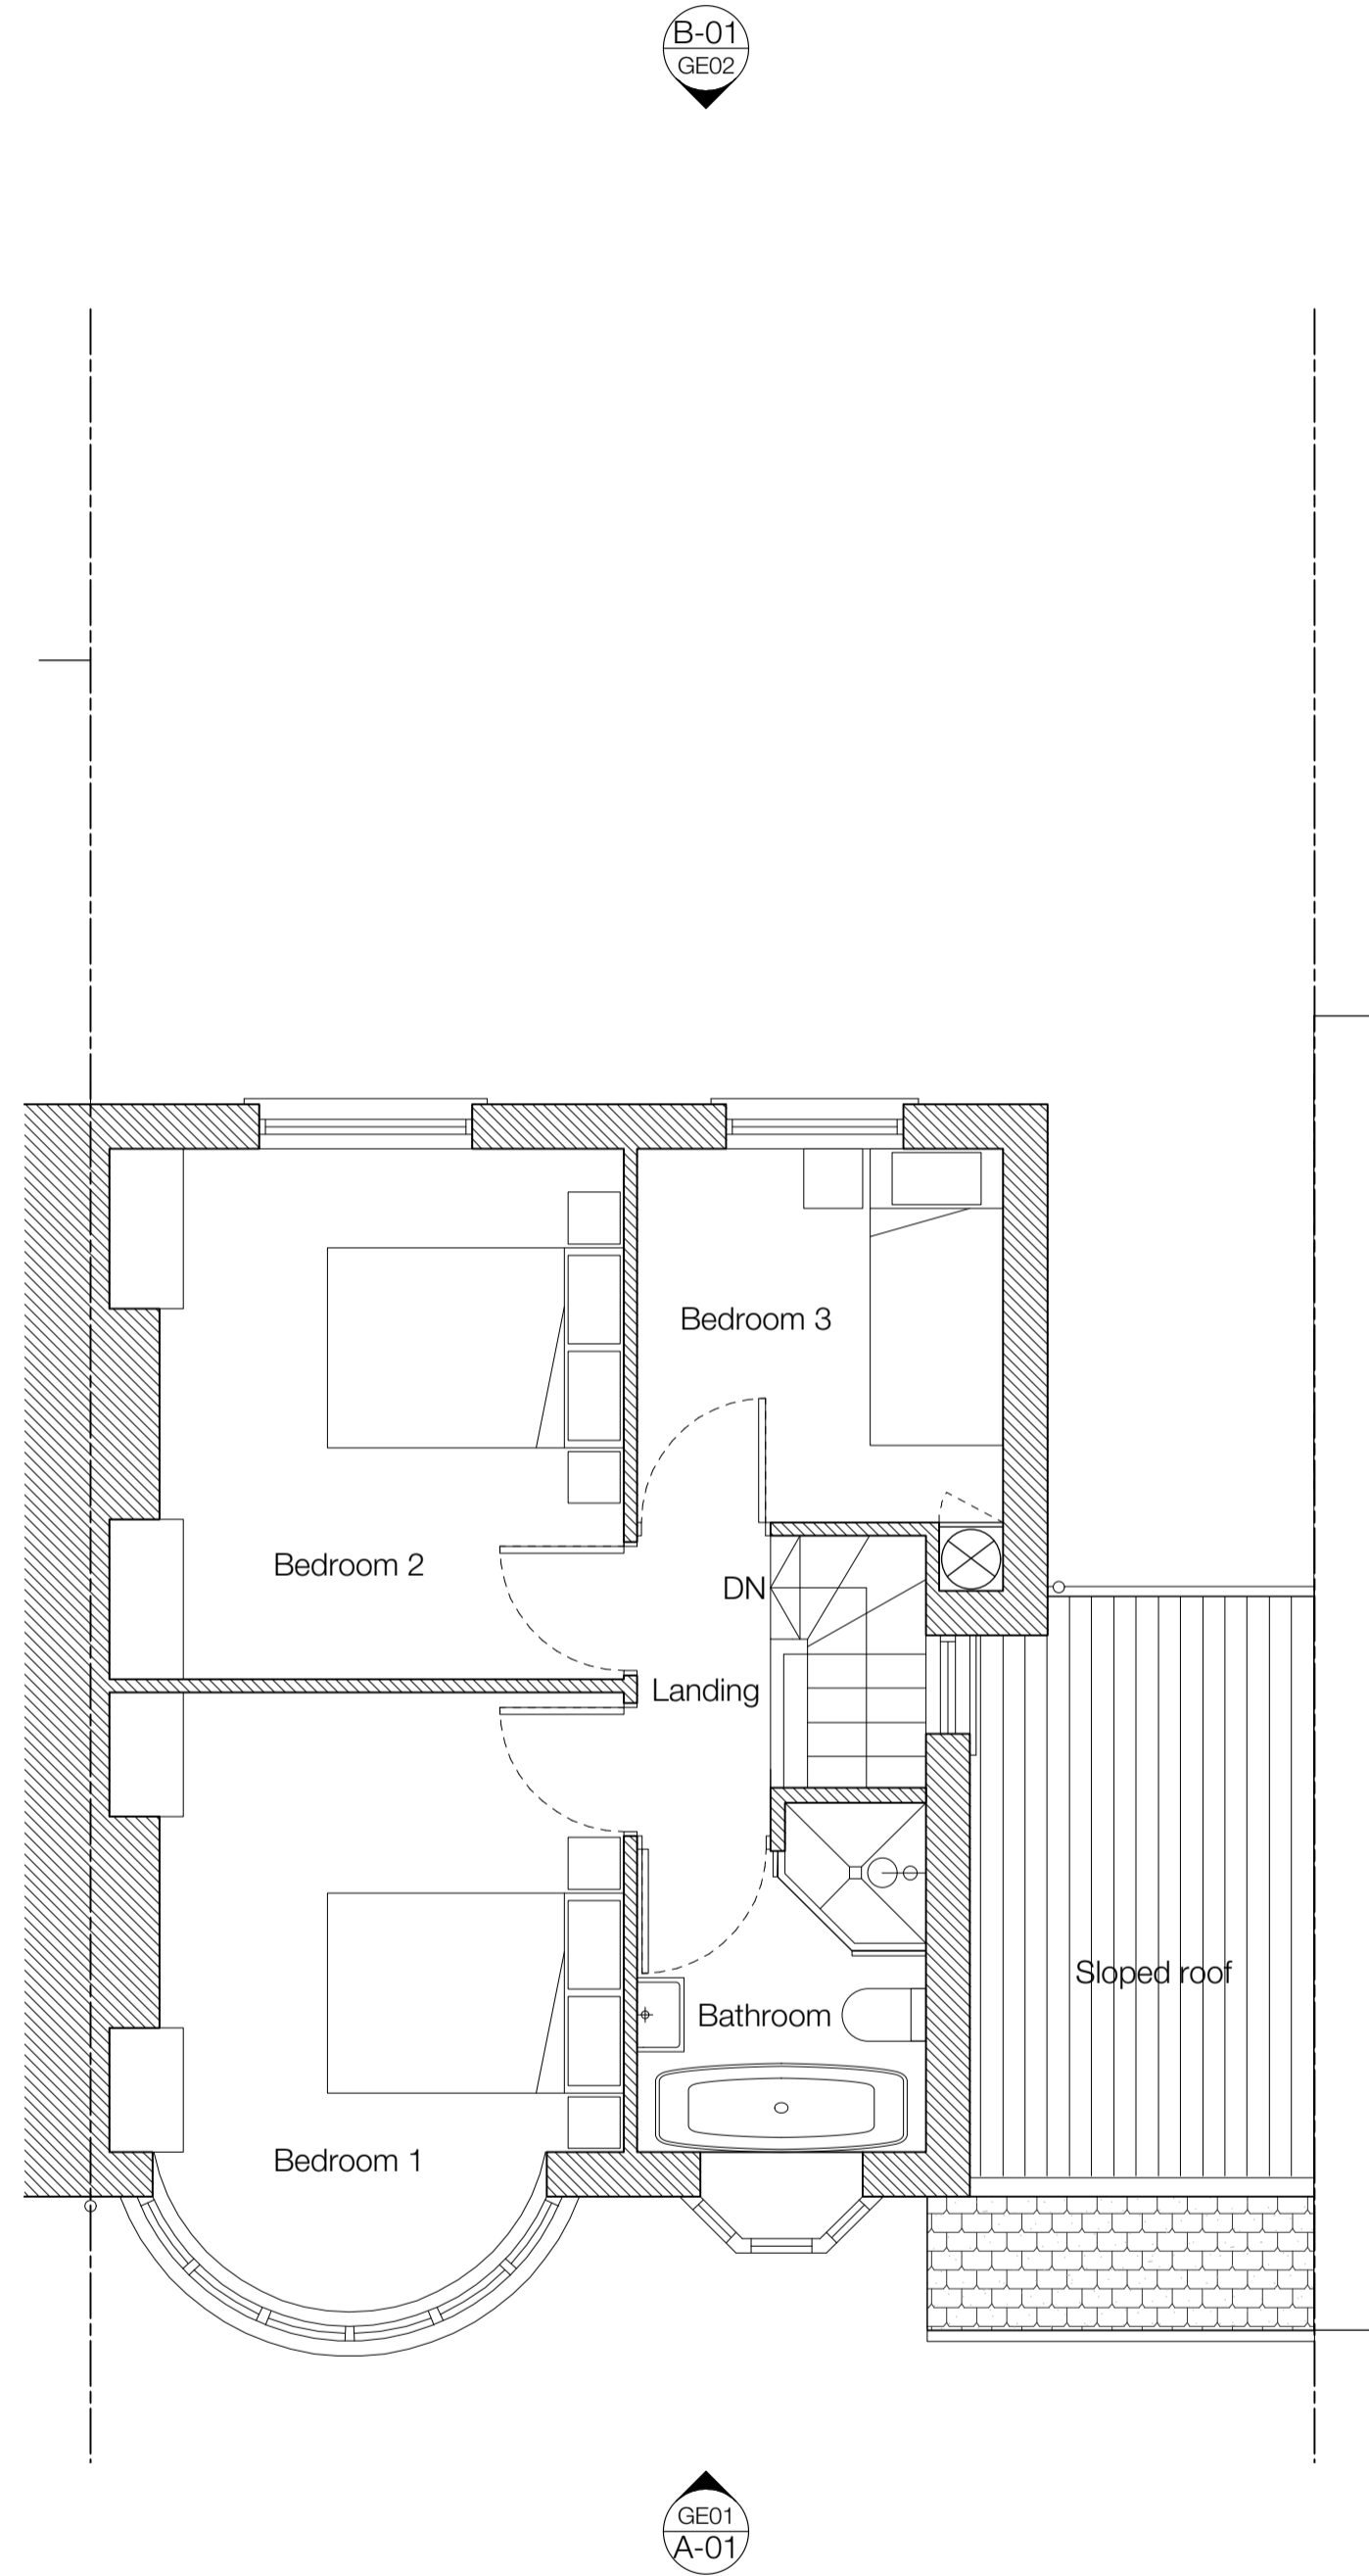 B-01
GE02
Bedroom 3
Bedroom 2
DN
Landing
Sloped roof
Bathroom
Bedroom 1
GE01
A-01